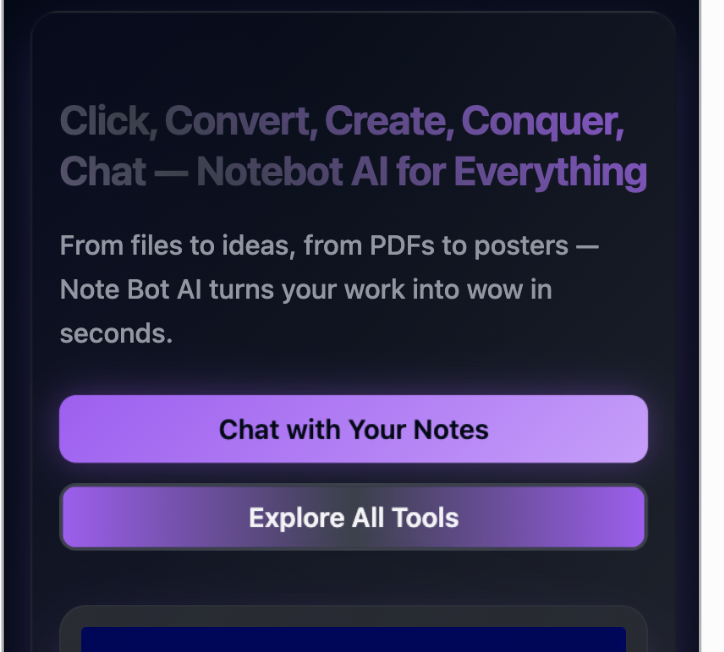 Click, Convert, Create, Conquer,
Chat — Notebot AI for Everything
From files to ideas, from PDFs to posters —
Note Bot AI turns your work into wow in
seconds.
Chat with Your Notes
Explore All Tools